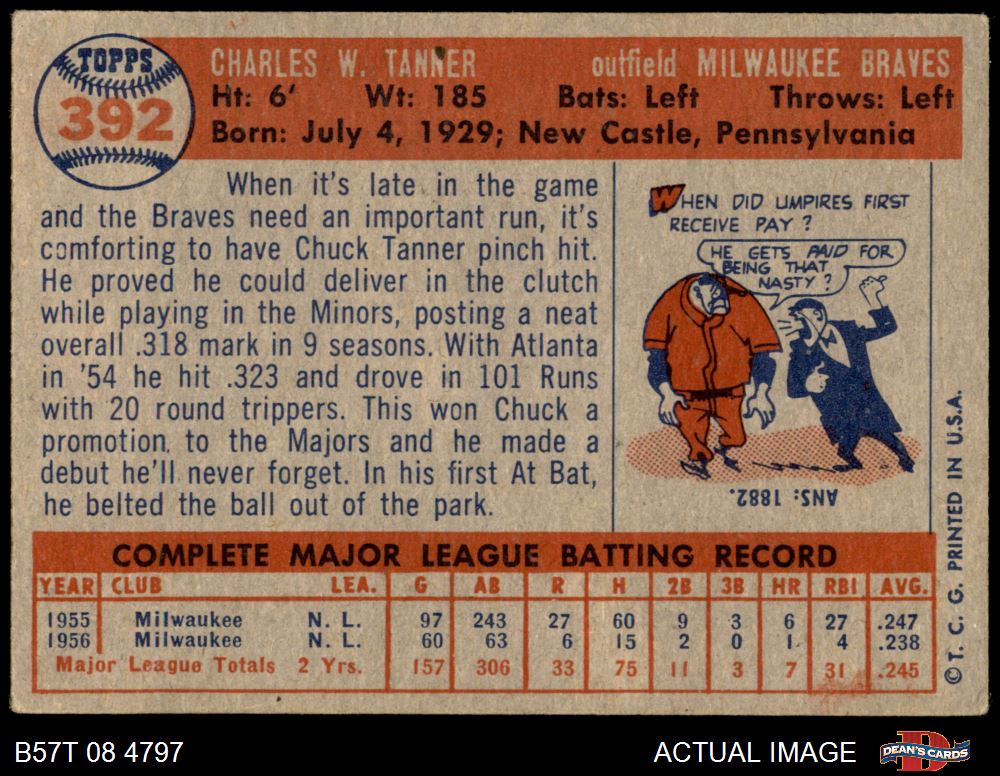 TOPPS
392
CHARLES W. TANNER outfield MILWAUKEE BRAVES
Ht: 6' Wt: 185 Bats: Left Throws: Left
Born: July 4, 1929; New Castle, Pennsylvania
When it's late in the game
and the Braves need an important run, it's
comforting to have Chuck Tanner pinch hit.
He proved he could deliver in the clutch
while playing in the Minors, posting a neat
overall .318 mark in 9 seasons. With Atlanta
in '54 he hit .323 and drove in 101 Runs
with 20 round trippers. This won Chuck a
promotion to the Majors and he made a
debut he'll never forget. In his first At Bat,
he belted the ball out of the park.
WHEN DID UMPIRES FIRST
RECEIVE PAY?
HE GETS PAID FOR
BEING THAT
NASTY?
ANS: 1882.
COMPLETE MAJOR LEAGUE BATTING RECORD
YEAR CLUB LEA. G AB R H 2B 3B HR RBI AVG.
1955 Milwaukee N. L. 97 243 27 60 9 3 6 27 .247
1956 Milwaukee N. L. 60 63 6 15 2 0 1 4 .238
Major League Totals 2 Yrs. 157 306 33 75 11 3 7 31 .245
© T. C. G. PRINTED IN U.S.A.
B57T 08 4797 ACTUAL IMAGE
D
DEAN'S CARDS